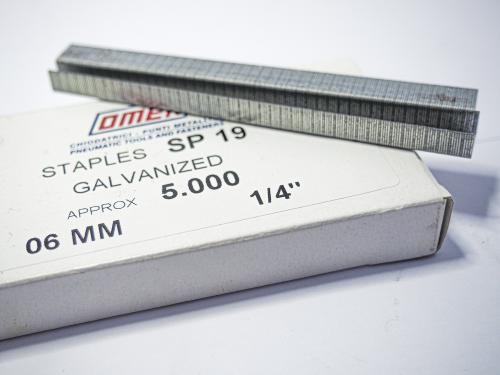 OMER
CHIODATRICI - PUNTI METALLICI
PNEUMATIC TOOLS AND FASTENERS
STAPLES SP 19
GALVANIZED
APPROX 5.000
06 MM 1/4"